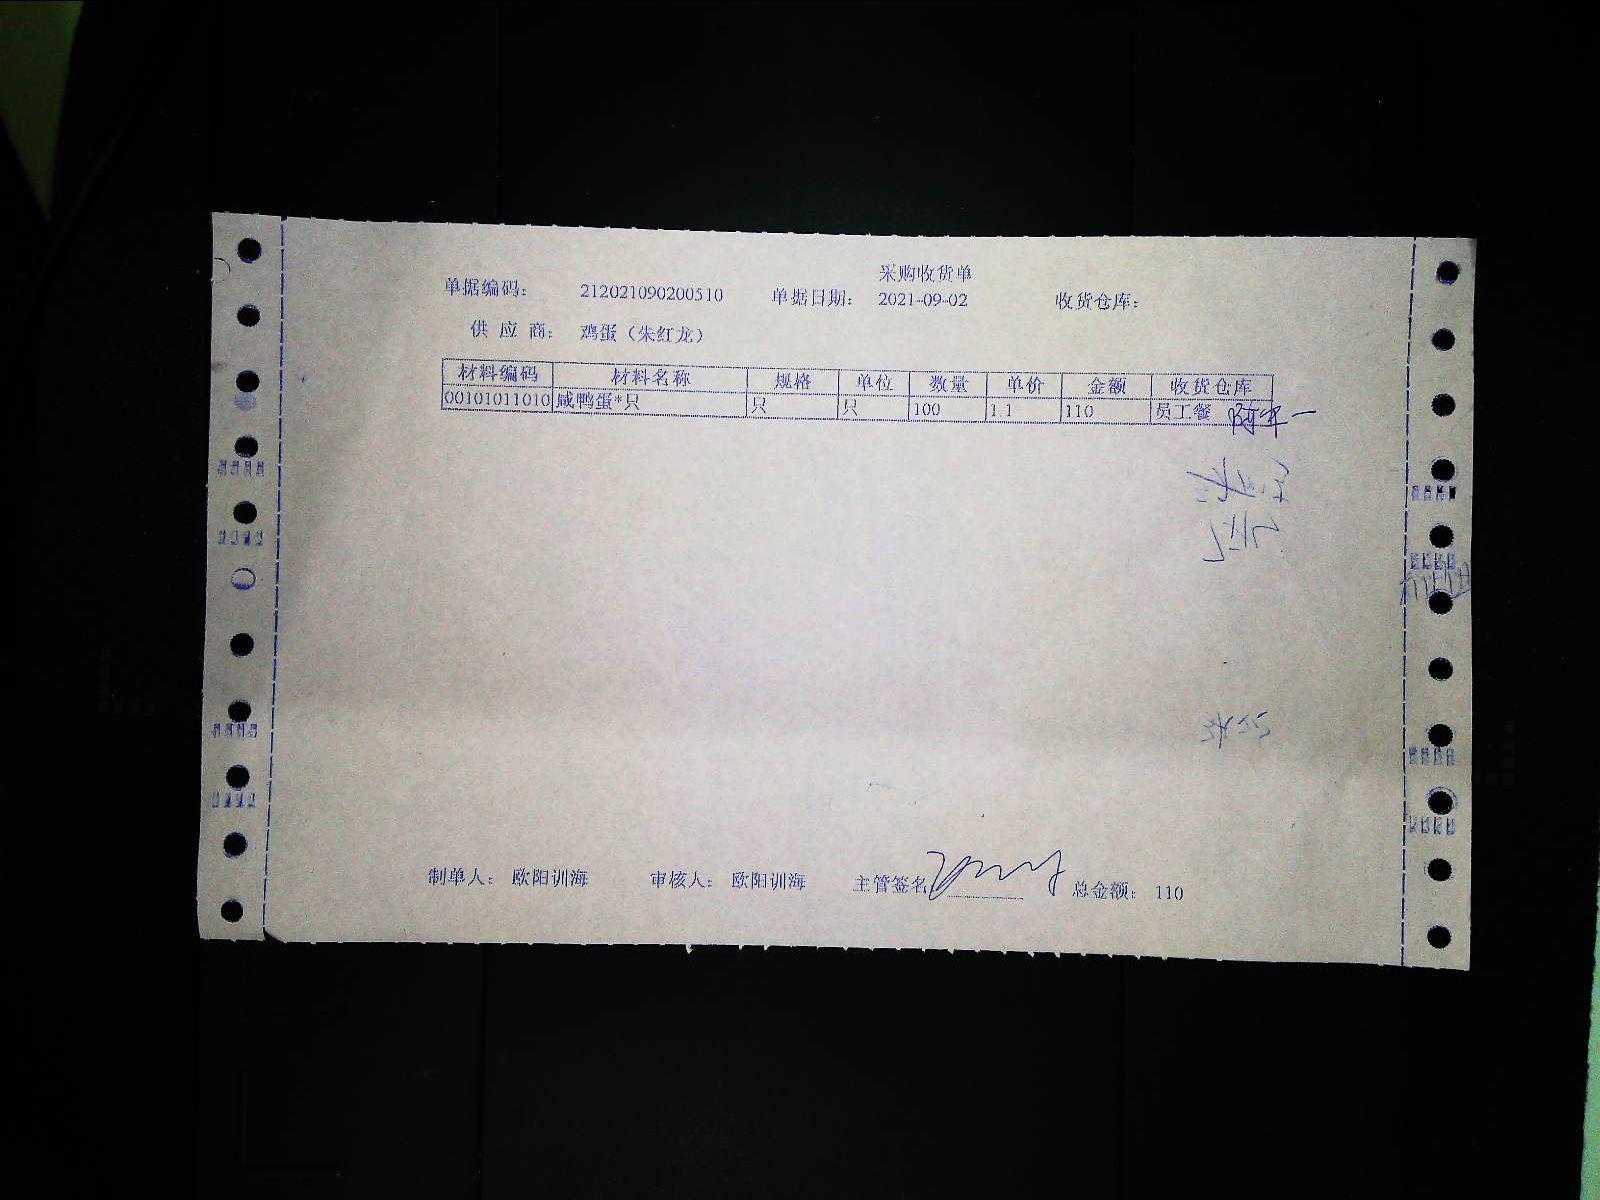 采购收货单
单据编码： 212021090200510 单据日期： 2021-09-02 收货仓库：
供 应 商： 鸡蛋（朱红龙）
材料编码 材料名称 规格 单位 数量 单价 金额 收货仓库
00101011010 咸鸭蛋*只 只 只 100 1.1 110 员工餐
制单人： 欧阳训海 审核人： 欧阳训海 主管签名 总金额： 110